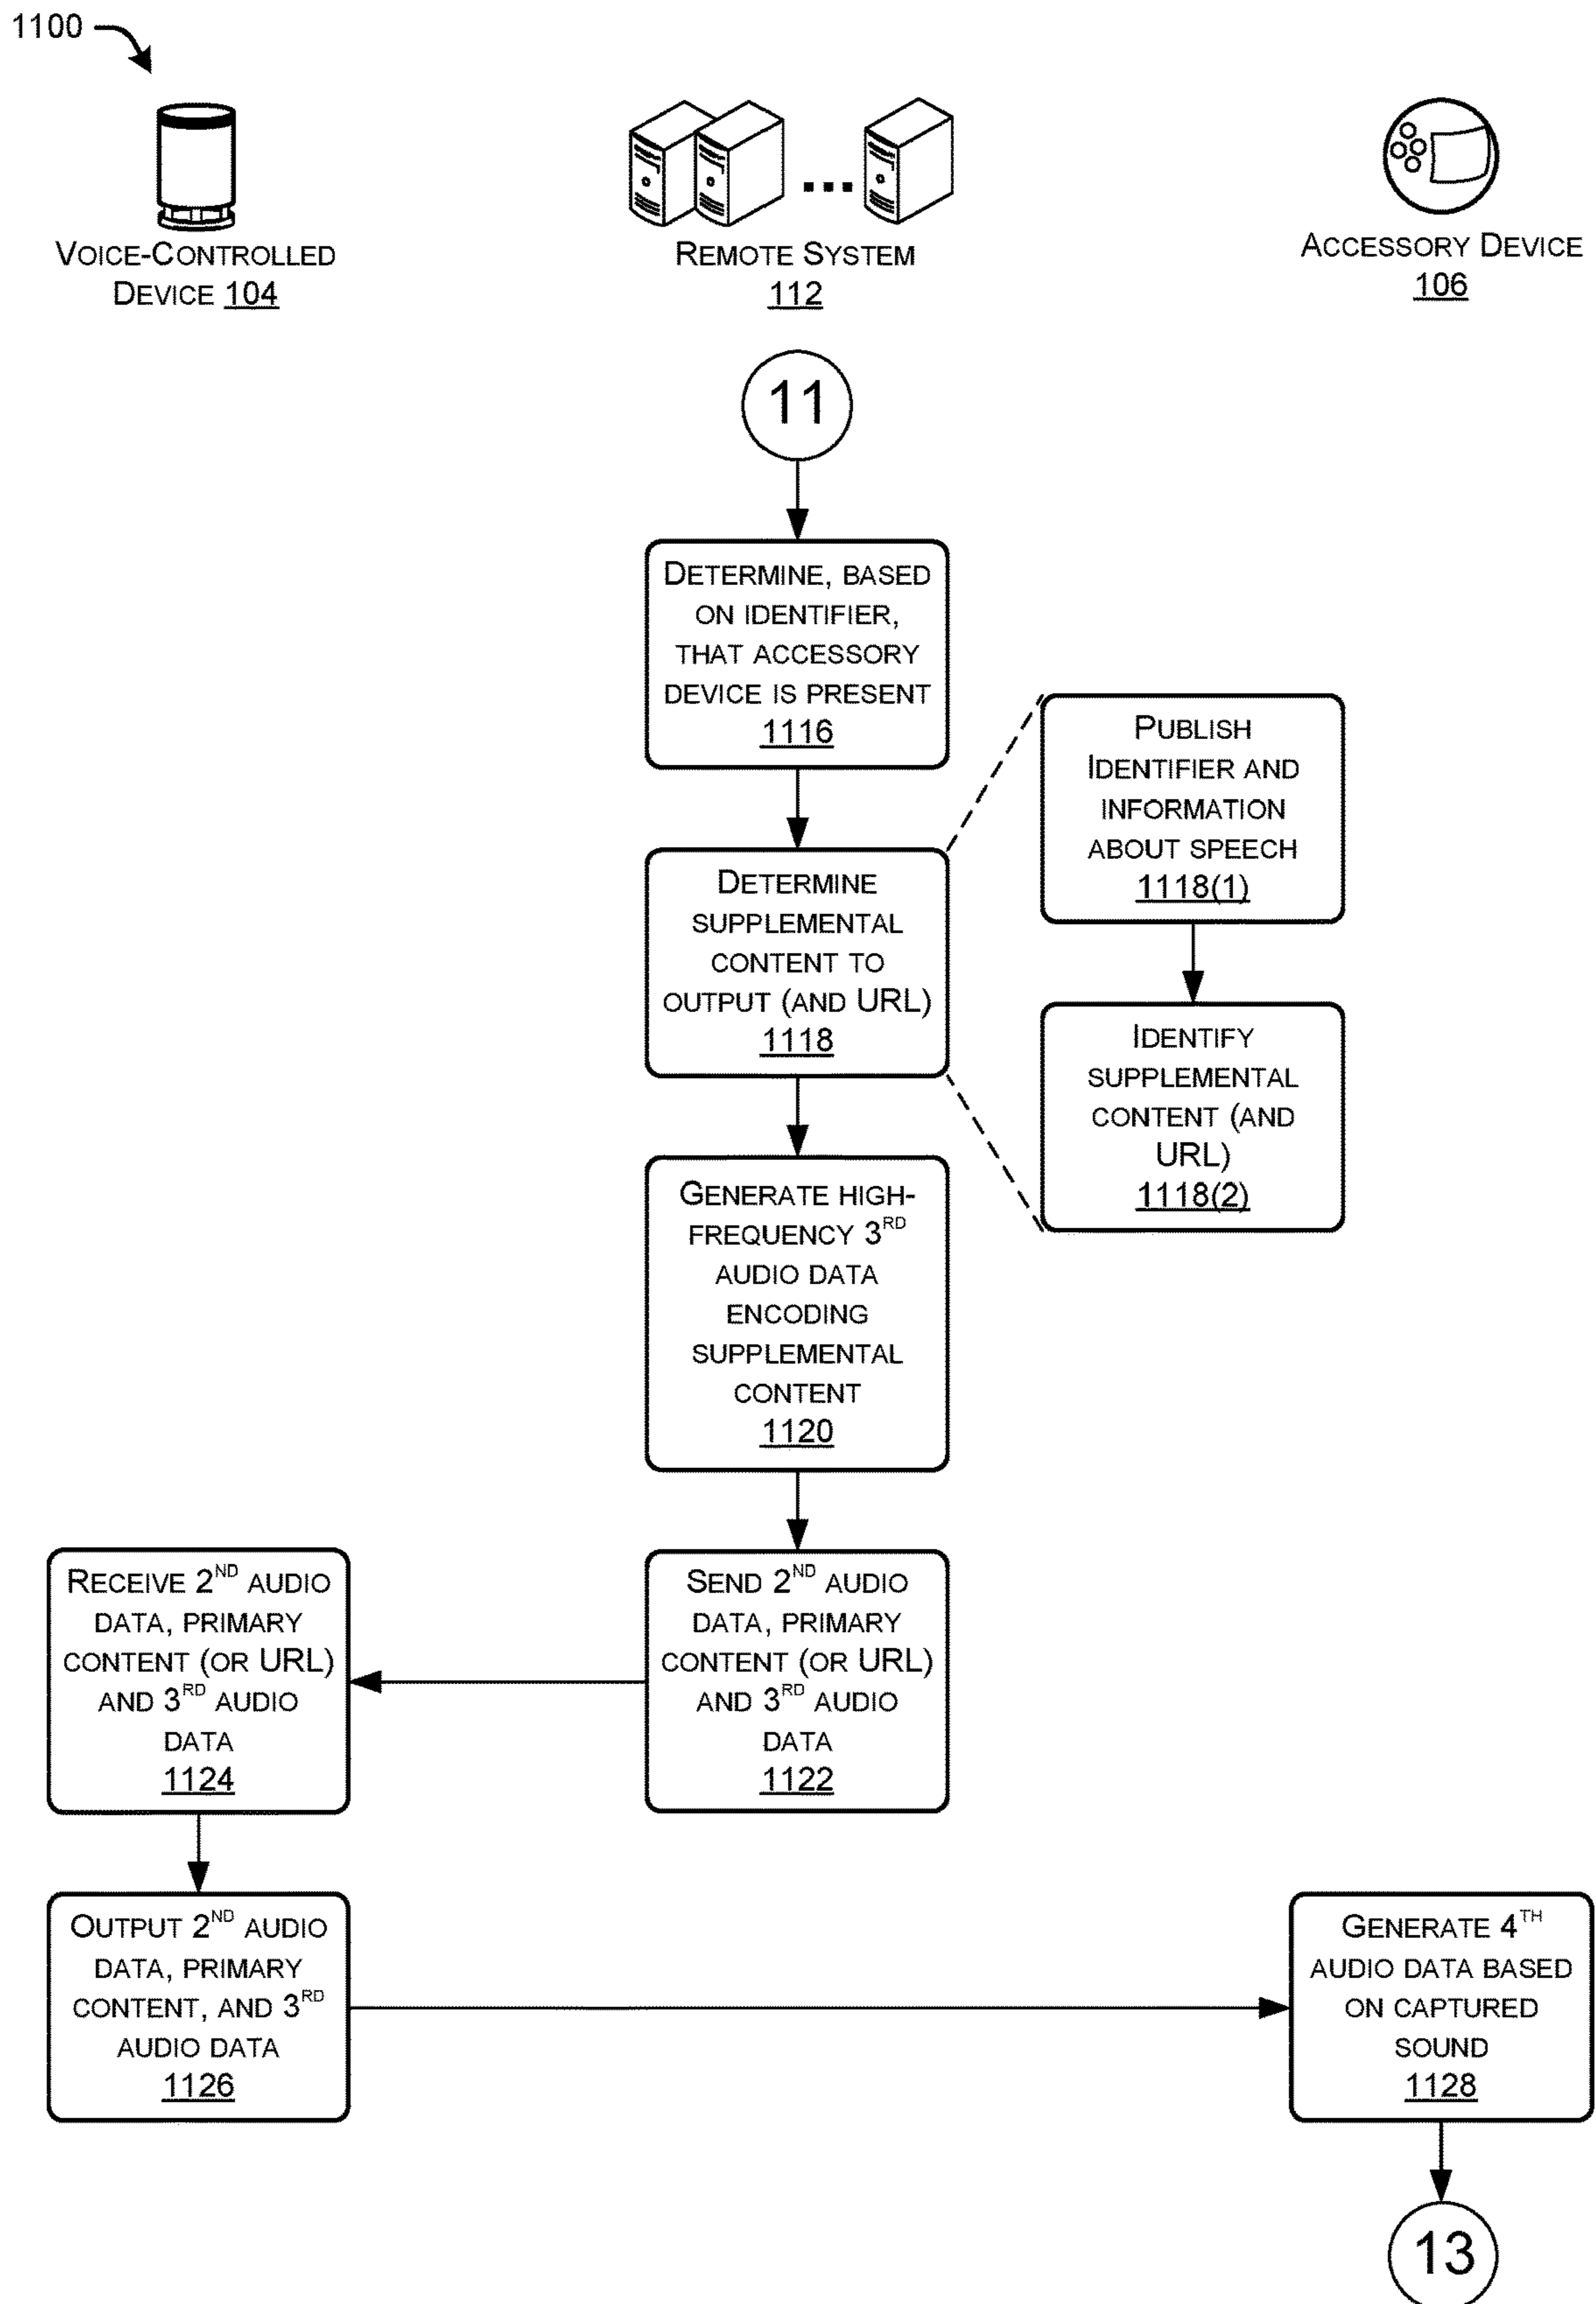 1100
VOICE-CONTROLLED
DEVICE 104
REMOTE SYSTEM
112
ACCESSORY DEVICE
106
11
DETERMINE, BASED
ON IDENTIFIER,
THAT ACCESSORY
DEVICE IS PRESENT
1116
DETERMINE
SUPPLEMENTAL
CONTENT TO
OUTPUT (AND URL)
1118
PUBLISH
IDENTIFIER AND
INFORMATION
ABOUT SPEECH
1118(1)
IDENTIFY
SUPPLEMENTAL
CONTENT (AND
URL)
1118(2)
GENERATE HIGH-
FREQUENCY 3RD
AUDIO DATA
ENCODING
SUPPLEMENTAL
CONTENT
1120
SEND 2ND AUDIO
DATA, PRIMARY
CONTENT (OR URL)
AND 3RD AUDIO
DATA
1122
RECEIVE 2ND AUDIO
DATA, PRIMARY
CONTENT (OR URL)
AND 3RD AUDIO
DATA
1124
OUTPUT 2ND AUDIO
DATA, PRIMARY
CONTENT, AND 3RD
AUDIO DATA
1126
GENERATE 4TH
AUDIO DATA BASED
ON CAPTURED
SOUND
1128
13